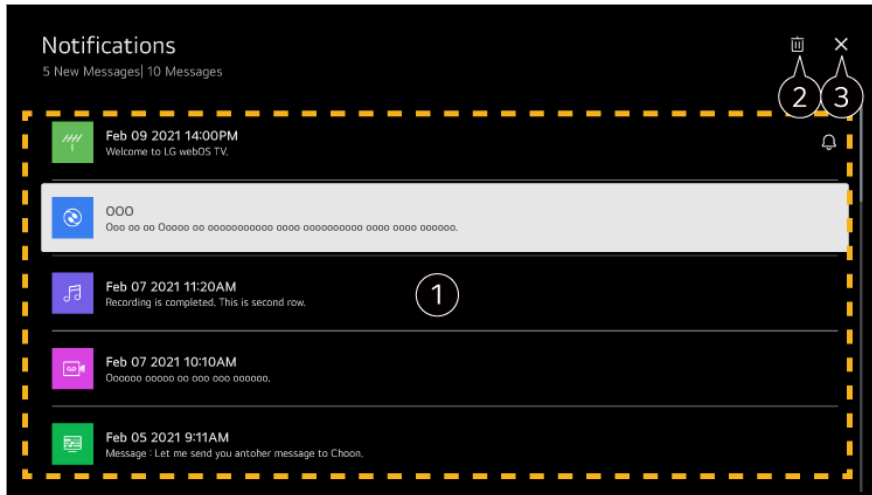 Notifications
5 New Messages| 10 Messages
2 3
Feb 09 2021 14:00PM
Welcome to LG webOS TV.
OOO
Ooo oo oo Ooooo oo ooooooooooo oooo oooooooooo oooo oooo oooooo.
Feb 07 2021 11:20AM
Recording is completed. This is second row.
1
Feb 07 2021 10:10AM
Oooooo ooooo oo ooo ooo oooooo.
Feb 05 2021 9:11AM
Message : Let me send you antoher message to Choon.